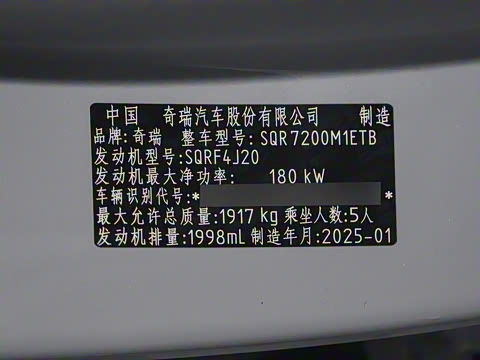 中国 奇瑞汽车股份有限公司 制造
品牌:奇瑞 整车型号:SQR7200M1ETB
发动机型号:SQRF4J20
发动机最大净功率: 180 kW
车辆识别代号:* *
最大允许总质量:1917 kg 乘坐人数:5人
发动机排量:1998mL 制造年月:2025-01